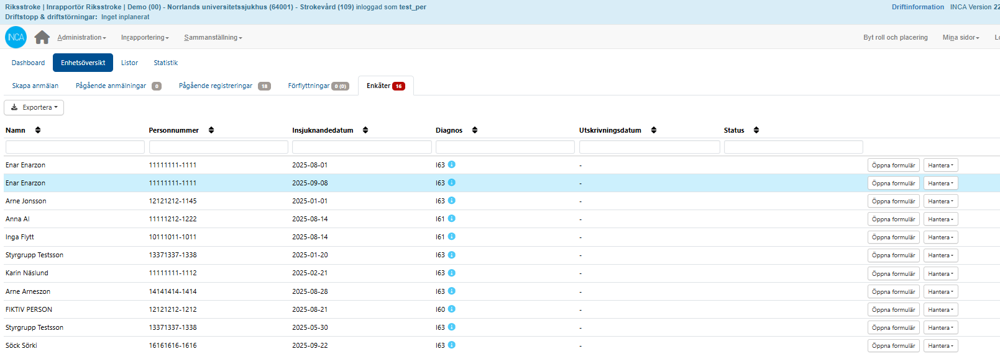 Riksstroke | Inrapportör Riksstroke | Demo (00) - Norrlands universitetssjukhus (64001) - Strokevård (109) inloggad som test_per Driftinformation INCA Version 22
Driftstopp & driftstörningar: Inget inplanerat
INCA Administration Inrapportering Sammanställning Byt roll och placering Mina sidor Lo
Dashboard Enhetsöversikt Listor Statistik
Skapa anmälan Pågående anmälningar 0 Pågående registreringar 18 Förflyttningar 0 (0) Enkäter 16
Exportera
Namn Personnummer Insjuknandedatum Diagnos Utskrivningsdatum Status
Enar Enarzon 11111111-1111 2025-08-01 I63 - Öppna formulär Hantera
Enar Enarzon 11111111-1111 2025-09-08 I63 - Öppna formulär Hantera
Arne Jonsson 12121212-1145 2025-01-01 I63 - Öppna formulär Hantera
Anna Al 11111212-1222 2025-08-14 I61 - Öppna formulär Hantera
Inga Flytt 10111011-1011 2025-08-14 I61 - Öppna formulär Hantera
Styrgrupp Testsson 13371337-1338 2025-01-20 I63 - Öppna formulär Hantera
Karin Näslund 11111111-1112 2025-02-21 I63 - Öppna formulär Hantera
Arne Arneszon 14141414-1414 2025-08-28 I63 - Öppna formulär Hantera
FIKTIV PERSON 12121212-1212 2025-08-21 I60 - Öppna formulär Hantera
Styrgrupp Testsson 13371337-1338 2025-05-30 I63 - Öppna formulär Hantera
Söck Sörki 16161616-1616 2025-09-22 I63 - Öppna formulär Hantera